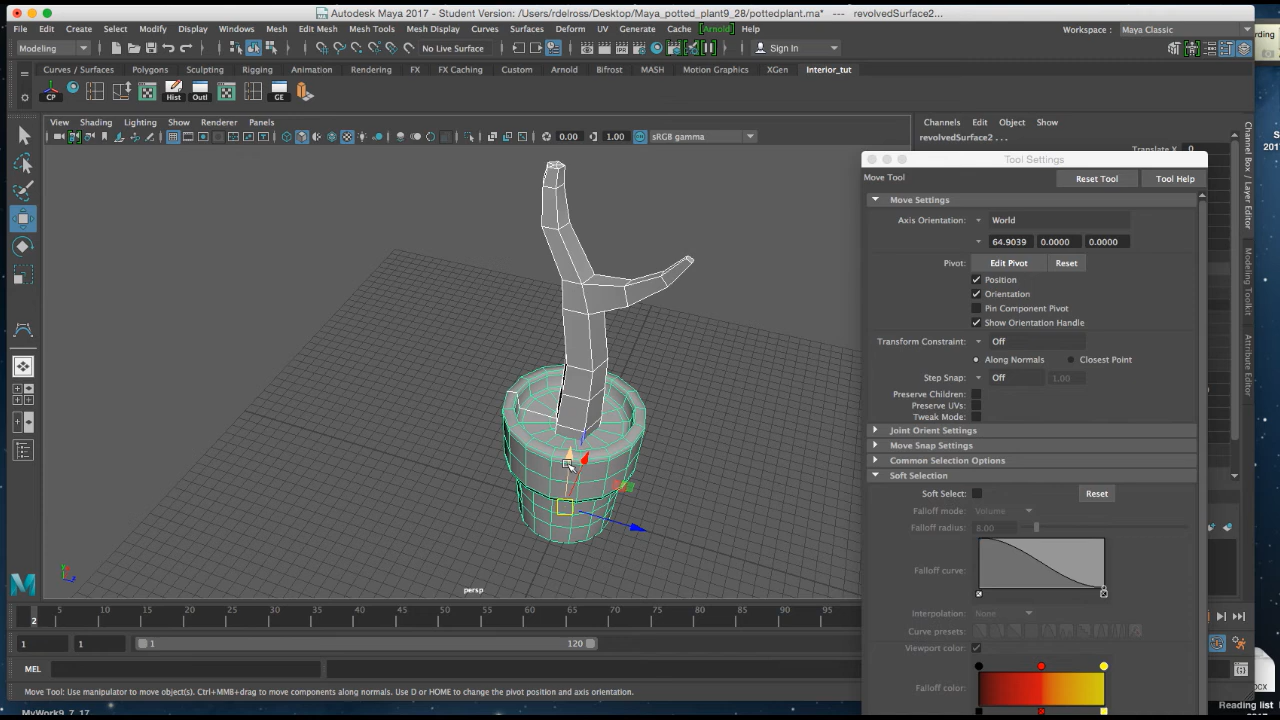 Autodesk Maya 2017 - Student Version: /Users/rdelross/Desktop/Maya_potted_plant9_28/pottedplant.ma* --- revolvedSurface2...
File Edit Create Select Modify Display Windows Mesh Edit Mesh Mesh Tools Mesh Display Curves Surfaces Deform UV Generate Cache Arnold Help
Workspace : Maya Classic
Modeling No Live Surface Sign In
Curves / Surfaces Polygons Sculpting Rigging Animation Rendering FX FX Caching Custom Arnold Bifrost MASH Motion Graphics XGen Interior_tut
CP Hist Outl GE
View Shading Lighting Show Renderer Panels
Channels Edit Object Show
0.00 1.00 sRGB gamma
revolvedSurface2 . . .
Translate X 0
Tool Settings
Move Tool Reset Tool Tool Help
Move Settings
Axis Orientation: World
64.9039 0.0000 0.0000
Pivot: Edit Pivot Reset
Position
Orientation
Pin Component Pivot
Show Orientation Handle
Transform Constraint: Off
Along Normals Closest Point
Step Snap: Off 1.00
Preserve Children:
Preserve UVs:
Tweak Mode:
Joint Orient Settings
Move Snap Settings
Common Selection Options
Soft Selection
Soft Select: Reset
Falloff mode: Volume
Falloff radius: 8.00
Falloff curve:
Interpolation: None
Curve presets:
Viewport color:
Falloff color:
Channel Box / Layer Editor
Modeling Toolkit
Attribute Editor
persp
5 10 15 20 25 30 35 40 45 50 55 60 65 70 75 80 85 90 95
2
1 1 1 120
MEL
Move Tool: Use manipulator to move object(s). Ctrl+MMB+drag to move components along normals. Use D or HOME to change the pivot position and axis orientation.
MyWork9_7_17
Reading list